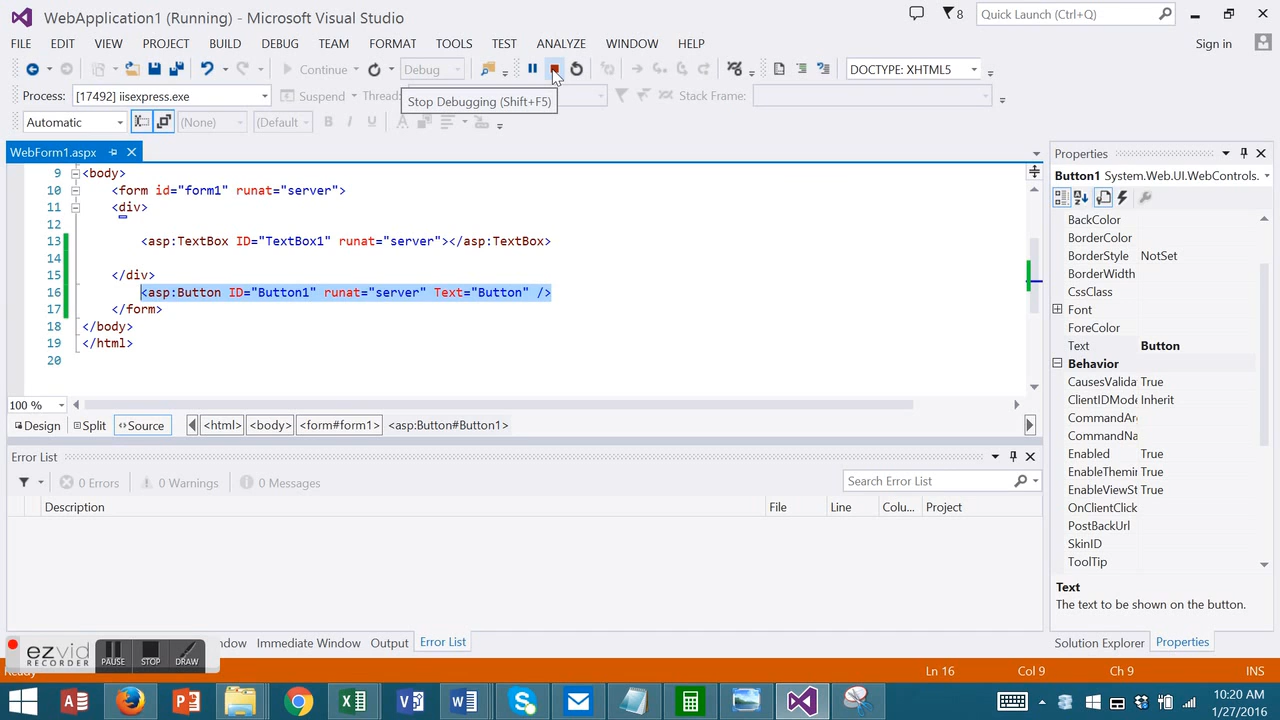 WebApplication1 (Running) - Microsoft Visual Studio
8
Quick Launch (Ctrl+Q)
FILE EDIT VIEW PROJECT BUILD DEBUG TEAM FORMAT TOOLS TEST ANALYZE WINDOW HELP
Sign in
Continue
Debug
DOCTYPE: XHTML5
Process: [17492] iisexpress.exe
Suspend
Thread:
Stack Frame:
Stop Debugging (Shift+F5)
Automatic
(None)
(Default
B I U
WebForm1.aspx
9 <body>
10 <form id="form1" runat="server">
11 <div>
12
13 <asp:TextBox ID="TextBox1" runat="server"></asp:TextBox>
14
15 </div>
16 <asp:Button ID="Button1" runat="server" Text="Button" />
17 </form>
18 </body>
19 </html>
20
100 %
Design Split Source <html> <body> <form#form1> <asp:Button#Button1>
Error List
0 Errors 0 Warnings 0 Messages
Search Error List
Description File Line Colu... Project
Properties
Button1 System.Web.UI.WebControls.
BackColor
BorderColor
BorderStyle NotSet
BorderWidth
CssClass
Font
ForeColor
Text Button
Behavior
CausesValida True
ClientIDMode Inherit
CommandAr
CommandNa
Enabled True
EnableThemin True
EnableViewSt True
OnClientClick
PostBackUrl
SkinID
ToolTip
Text
The text to be shown on the button.
ndow Immediate Window Output Error List
Solution Explorer Properties
ezvid
RECORDER
PAUSE STOP DRAW
Ready
Ln 16 Col 9 Ch 9 INS
10:20 AM
1/27/2016